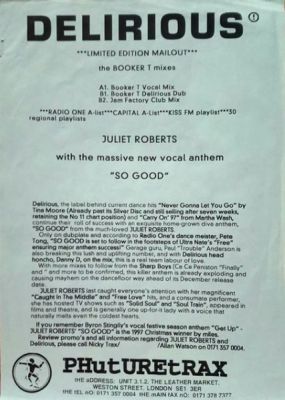 DELIRIOUS
***LIMITED EDITION MAILOUT***
the BOOKER T mixes
A1. Booker T Vocal Mix
B1. Booker T Delirious Dub
B2. Jam Factory Club Mix
***RADIO ONE A-list***CAPITAL A-List***KISS FM playlist***30
regional playlists
JULIET ROBERTS
with the massive new vocal anthem
"SO GOOD"
Delirious, the label behind current dance hits "Never Gonna Let You Go" by
Tina Moore (Already past its Silver Disc and still selling after seven weeks,
retaining the No 11 chart position) and "Carry On '97" from Martha Wash,
continue their roll of success with an exquisite home-grown diva anthem,
"SO GOOD" from the much-loved JULIET ROBERTS.
Only on dubplate and according to Radio One's dance meister, Pete
Tong, "SO GOOD is set to follow in the footsteps of Ultra Nate's "Free"
ensuring major anthem success!" Garage guru, Paul "Trouble" Anderson is
also breaking this lush and uplifting number, and with Delirious head
honcho, Danny D, on the mix, this is a real team labour of love.
With more mixes to follow from the Sharp Boys (Ce Ce Peniston "Finally"
and " and more to be confirmed, this killer anthem is already exploding and
causing mayhem on the dancefloor way ahead of its December release
date.
JULIET ROBERTS last caught everyone's attention with her magnificent
"Caught In The Middle" and "Free Love" hits, and a consumate performer,
she has hosted TV shows such as "Solid Soul" and "Soul Train", appeared in
films and theatre, and is generally one up-for-it lady with a voice that
naturally melts even the coldest hearts.
If you remember Byron Stingily's vocal festive season anthem "Get Up" -
JULIET ROBERTS' "SO GOOD" is the 1997 Christmas winner by miles.
Review promo's and all information regarding JULIET ROBERTS and
Delirious, please call Nicky Trax/ /Allan Watson on 0171 357 0004.
PHutUREtRAX
tHE aDDRESS: UNIT 3.1.2. THE LEATHER MARKET,
WESTON STREET. LONDON SE1 3ER
tHE tEL nO: 0171 357 0004 tHE mAIN FAX nO: 0171 378 7377